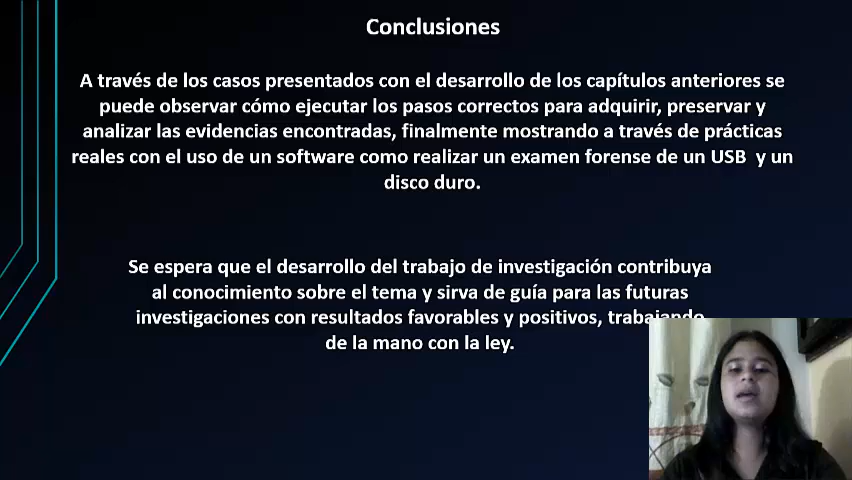 Conclusiones
A través de los casos presentados con el desarrollo de los capítulos anteriores se
puede observar cómo ejecutar los pasos correctos para adquirir, preservar y
analizar las evidencias encontradas, finalmente mostrando a través de prácticas
reales con el uso de un software como realizar un examen forense de un USB y un
disco duro.
Se espera que el desarrollo del trabajo de investigación contribuya
al conocimiento sobre el tema y sirva de guía para las futuras
investigaciones con resultados favorables y positivos, trabajando
de la mano con la ley.